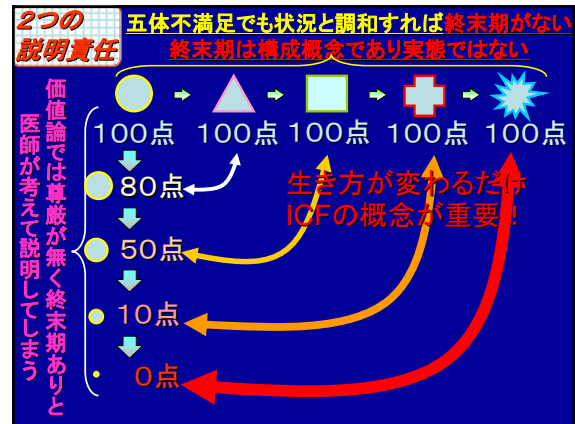 2つの
説明責任
五体不満足でも状況と調和すれば終末期がない
終末期は構成概念であり実態ではない
価値論では尊厳が無く終末期ありと
医師が考えて説明してしまう
100点 100点 100点 100点 100点
80点
生き方が変わるだけ
ICFの概念が重要!!
50点
10点
0点